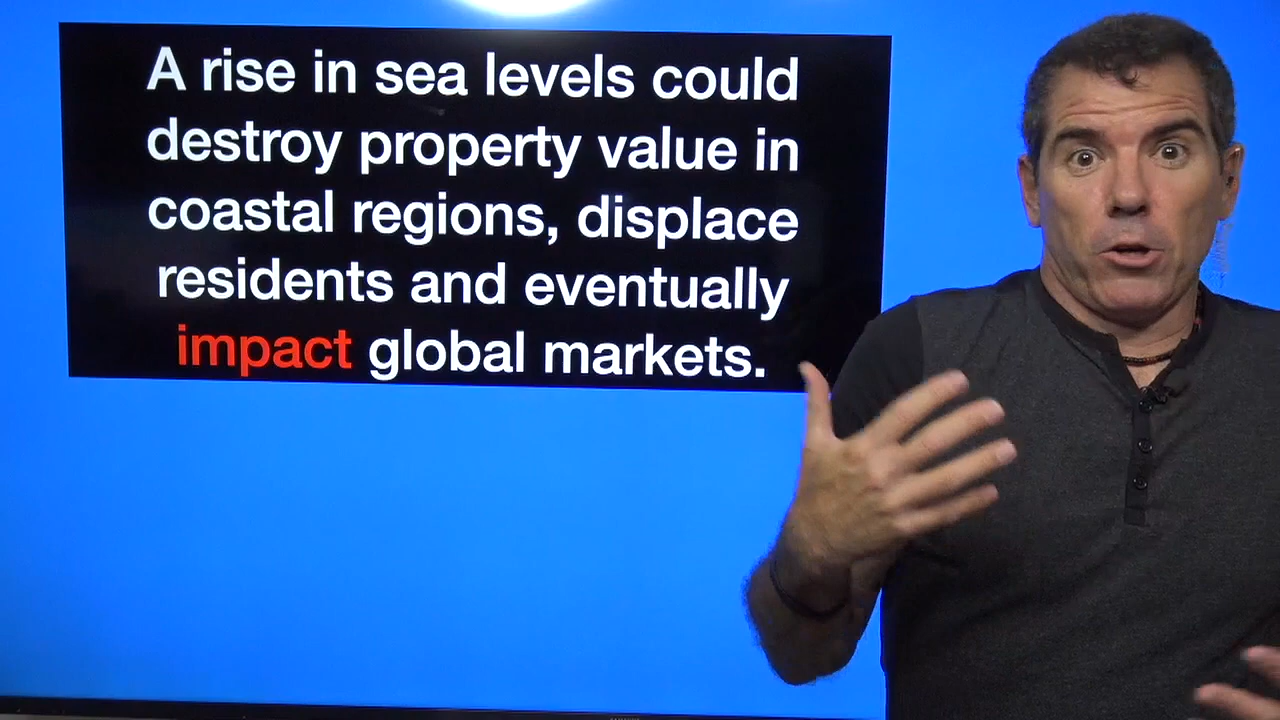 A rise in sea levels could
destroy property value in
coastal regions, displace
residents and eventually
impact global markets.